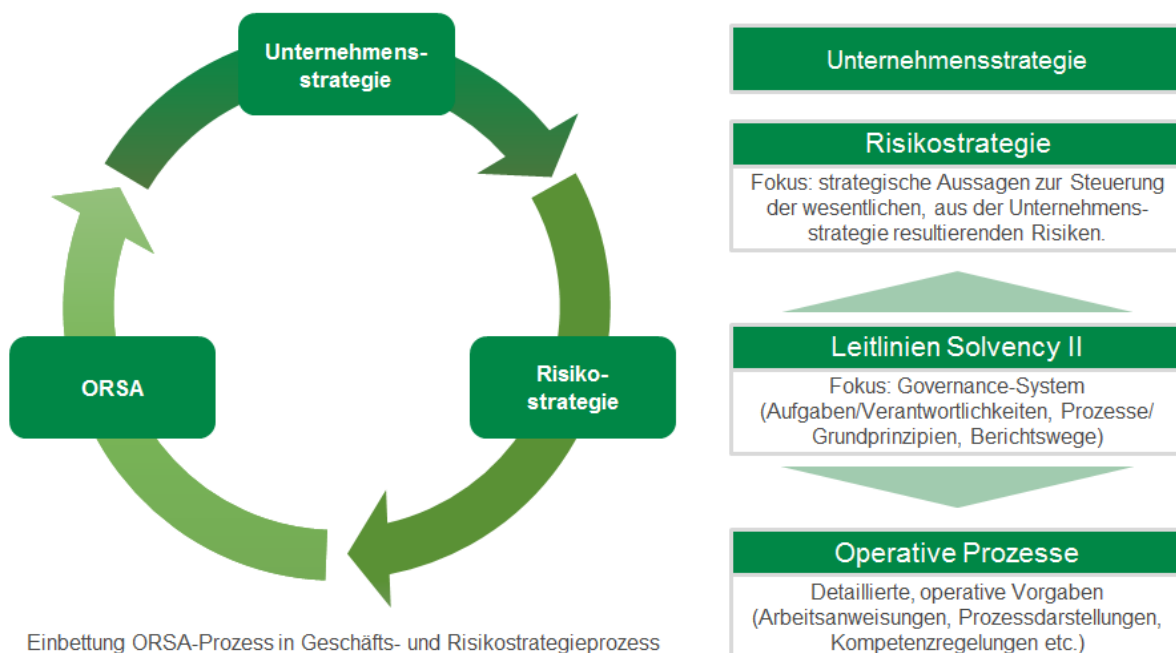 Unternehmens-
strategie
ORSA
Risiko-
strategie
Einbettung ORSA-Prozess in Geschäfts- und Risikostrategieprozess
Unternehmensstrategie
Risikostrategie
Fokus: strategische Aussagen zur Steuerung
der wesentlichen, aus der Unternehmens-
strategie resultierenden Risiken.
Leitlinien Solvency II
Fokus: Governance-System
(Aufgaben/Verantwortlichkeiten, Prozesse/
Grundprinzipien, Berichtswege)
Operative Prozesse
Detaillierte, operative Vorgaben
(Arbeitsanweisungen, Prozessdarstellungen,
Kompetenzregelungen etc.)